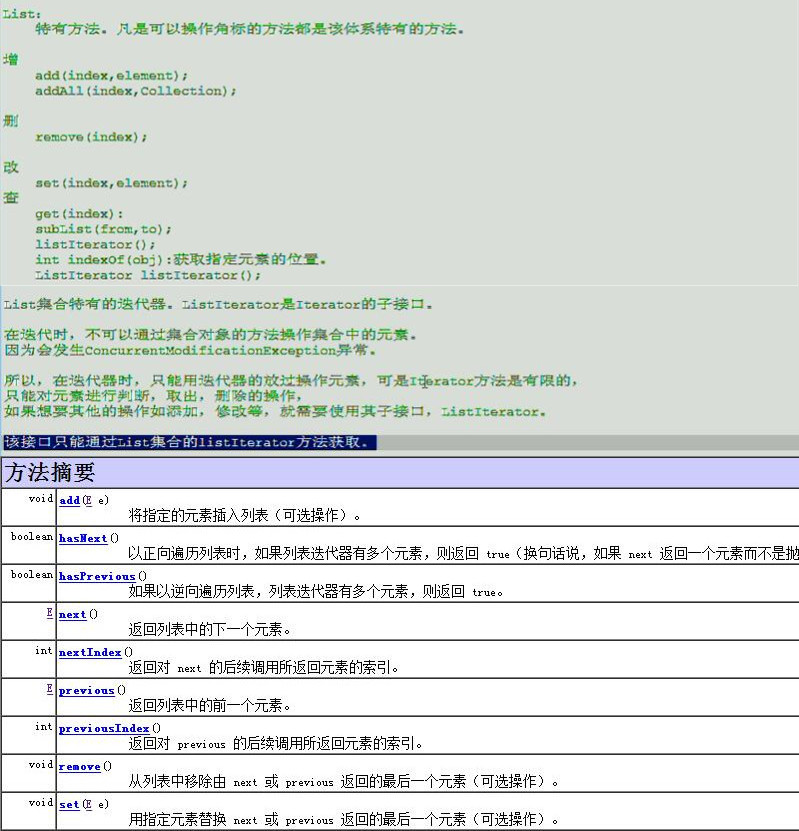 List:
特有方法。凡是可以操作角标的方法都是该体系特有的方法。
增
add(index,element);
addAll(index,Collection);
删
remove(index);
改
set(index,element);
查
get(index):
subList(from,to);
listIterator();
int indexOf(obj):获取指定元素的位置。
ListIterator listIterator();
List集合特有的迭代器。ListIterator是Iterator的子接口。
在迭代时，不可以通过集合对象的方法操作集合中的元素。
因为会发生ConcurrentModificationException异常。
所以，在迭代器时，只能用迭代器的放过操作元素，可是Iterator方法是有限的，
只能对元素进行判断，取出，删除的操作，
如果想要其他的操作如添加，修改等，就需要使用其子接口，ListIterator。
该接口只能通过List集合的listIterator方法获取。
方法摘要
void add(E e)
将指定的元素插入列表（可选操作）。
boolean hasNext()
以正向遍历列表时，如果列表迭代器有多个元素，则返回 true（换句话说，如果 next 返回一个元素而不是抛
boolean hasPrevious()
如果以逆向遍历列表，列表迭代器有多个元素，则返回 true。
E next()
返回列表中的下一个元素。
int nextIndex()
返回对 next 的后续调用所返回元素的索引。
E previous()
返回列表中的前一个元素。
int previousIndex()
返回对 previous 的后续调用所返回元素的索引。
void remove()
从列表中移除由 next 或 previous 返回的最后一个元素（可选操作）。
void set(E e)
用指定元素替换 next 或 previous 返回的最后一个元素（可选操作）。